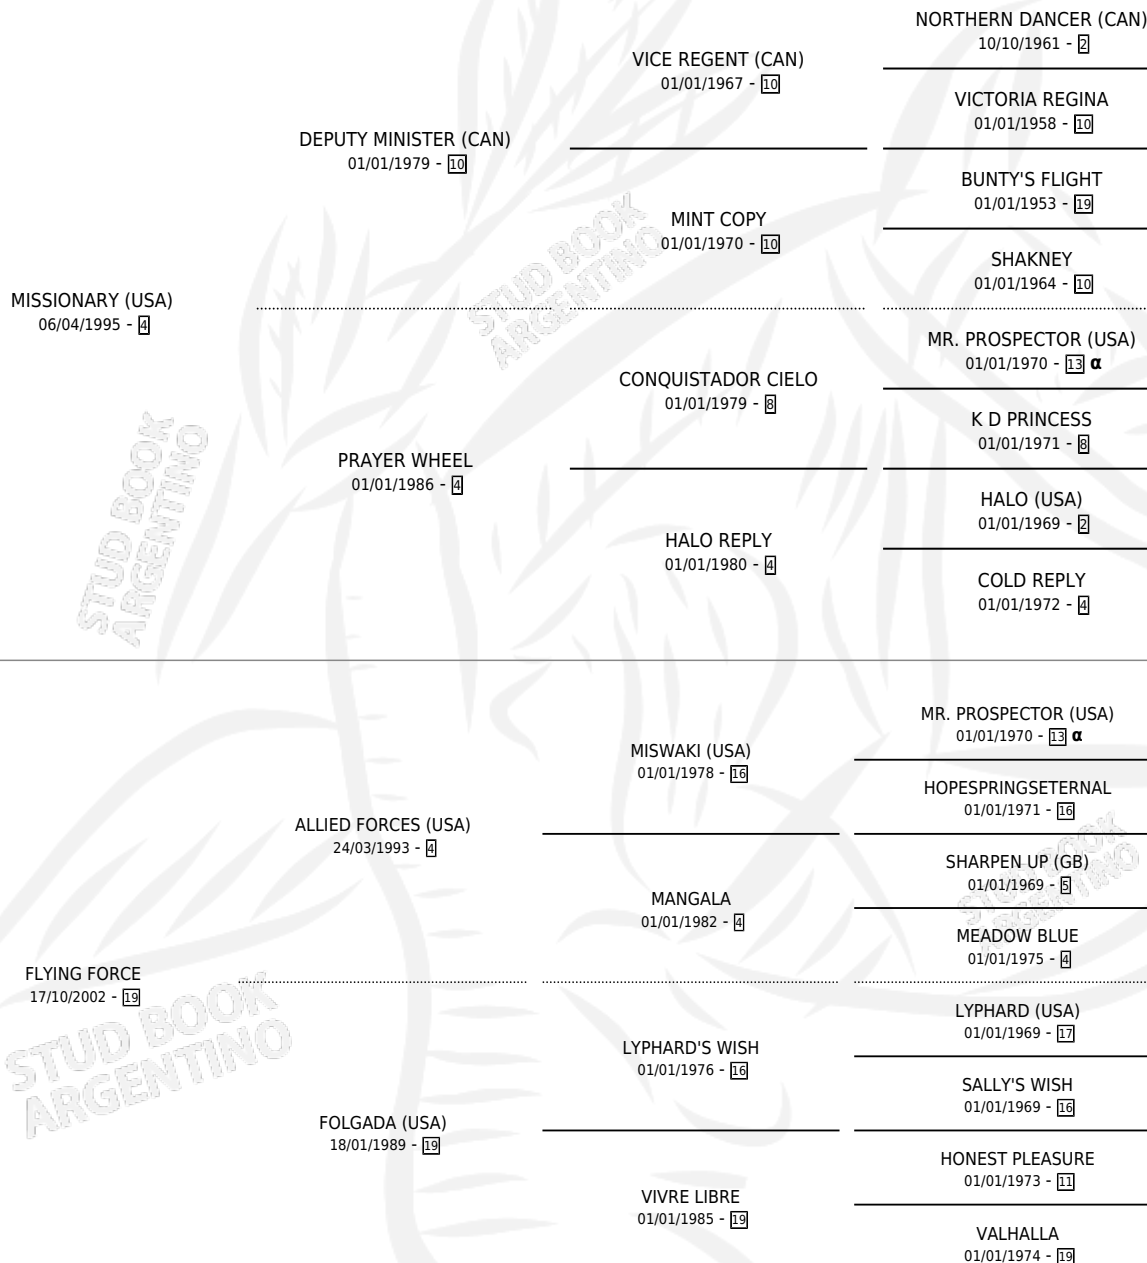 NORTHERN DANCER (CAN)
10/10/1961 - 2
VICE REGENT (CAN)
01/01/1967 - 10
VICTORIA REGINA
01/01/1958 - 10
DEPUTY MINISTER (CAN)
01/01/1979 - 10
BUNTY'S FLIGHT
01/01/1953 - 19
MINT COPY
01/01/1970 - 10
SHAKNEY
01/01/1964 - 10
MISSIONARY (USA)
06/04/1995 - 4
MR. PROSPECTOR (USA)
01/01/1970 - 13 α
CONQUISTADOR CIELO
01/01/1979 - 8
K D PRINCESS
01/01/1971 - 8
PRAYER WHEEL
01/01/1986 - 4
HALO (USA)
01/01/1969 - 2
HALO REPLY
01/01/1980 - 4
COLD REPLY
01/01/1972 - 4
MR. PROSPECTOR (USA)
01/01/1970 - 13 α
MISWAKI (USA)
01/01/1978 - 16
HOPESPRINGSETERNAL
01/01/1971 - 16
ALLIED FORCES (USA)
24/03/1993 - 4
SHARPEN UP (GB)
01/01/1969 - 5
MANGALA
01/01/1982 - 4
MEADOW BLUE
01/01/1975 - 4
FLYING FORCE
17/10/2002 - 19
LYPHARD (USA)
01/01/1969 - 17
LYPHARD'S WISH
01/01/1976 - 16
SALLY'S WISH
01/01/1969 - 16
FOLGADA (USA)
18/01/1989 - 19
HONEST PLEASURE
01/01/1973 - 11
VIVRE LIBRE
01/01/1985 - 19
VALHALLA
01/01/1974 - 19
STUD BOOK
ARGENTINO
STUD BOOK
ARGENTINO
STUD BOOK
ARGENTINO
STUD BOOK
ARGENTINO